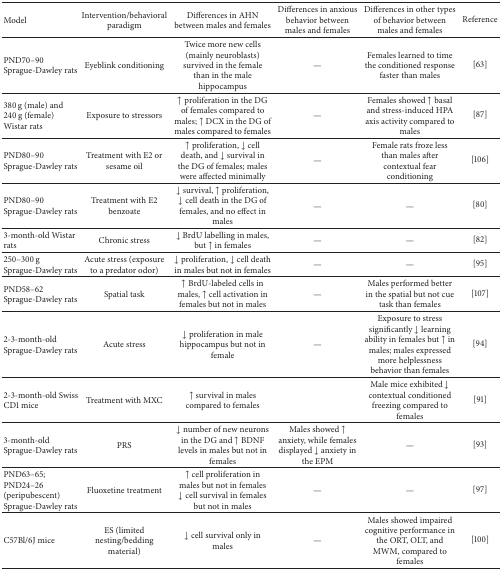 Model Intervention/behavioral paradigm Differences in AHN between males and females Differences in anxious behavior between males and females Differences in other types of behavior between males and females Reference
PND70–90 Sprague-Dawley rats Eyeblink conditioning Twice more new cells (mainly neuroblasts) survived in the female than in the male hippocampus — Females learned to time the conditioned response faster than males [63]
380 g (male) and 240 g (female) Wistar rats Exposure to stressors ↑ proliferation in the DG of females compared to males; ↑ DCX in the DG of males compared to females — Females showed ↑ basal and stress-induced HPA axis activity compared to males [87]
PND80–90 Sprague-Dawley rats Treatment with E2 or sesame oil ↑ proliferation, ↓ cell death, and ↓ survival in the DG of females; males were affected minimally — Female rats froze less than males after contextual fear conditioning [106]
PND80–90 Sprague-Dawley rats Treatment with E2 benzoate ↓ survival, ↑ proliferation, ↓ cell death in the DG of females, and no effect in males — — [80]
3-month-old Wistar rats Chronic stress ↓ BrdU labelling in males, but ↑ in females — — [82]
250–300 g Sprague-Dawley rats Acute stress (exposure to a predator odor) ↓ proliferation, ↓ cell death in males but not in females — — [95]
PND58–62 Sprague-Dawley rats Spatial task ↑ BrdU-labeled cells in males, ↑ cell activation in females but not in males — Males performed better in the spatial but not cue task than females [107]
2-3-month-old Sprague-Dawley rats Acute stress ↓ proliferation in male hippocampus but not in female — Exposure to stress significantly ↓ learning ability in females but ↑ in males; males expressed more helplessness behavior than females [94]
2-3-month-old Swiss CD1 mice Treatment with MXC ↑ survival in males compared to females Male mice exhibited ↓ contextual conditioned freezing compared to females [91]
3-month-old Sprague-Dawley rats PRS ↓ number of new neurons in the DG and ↑ BDNF levels in males but not in females Males showed ↑ anxiety, while females displayed ↓ anxiety in the EPM — [93]
PND63–65; PND24–26 (peripubescent) Sprague-Dawley rats Fluoxetine treatment ↑ cell proliferation in males but not in females ↓ cell survival in females but not in males — — [97]
C57Bl/6J mice ES (limited nesting/bedding material) ↓ cell survival only in males — Males showed impaired cognitive performance in the ORT, OLT, and MWM, compared to females [100]